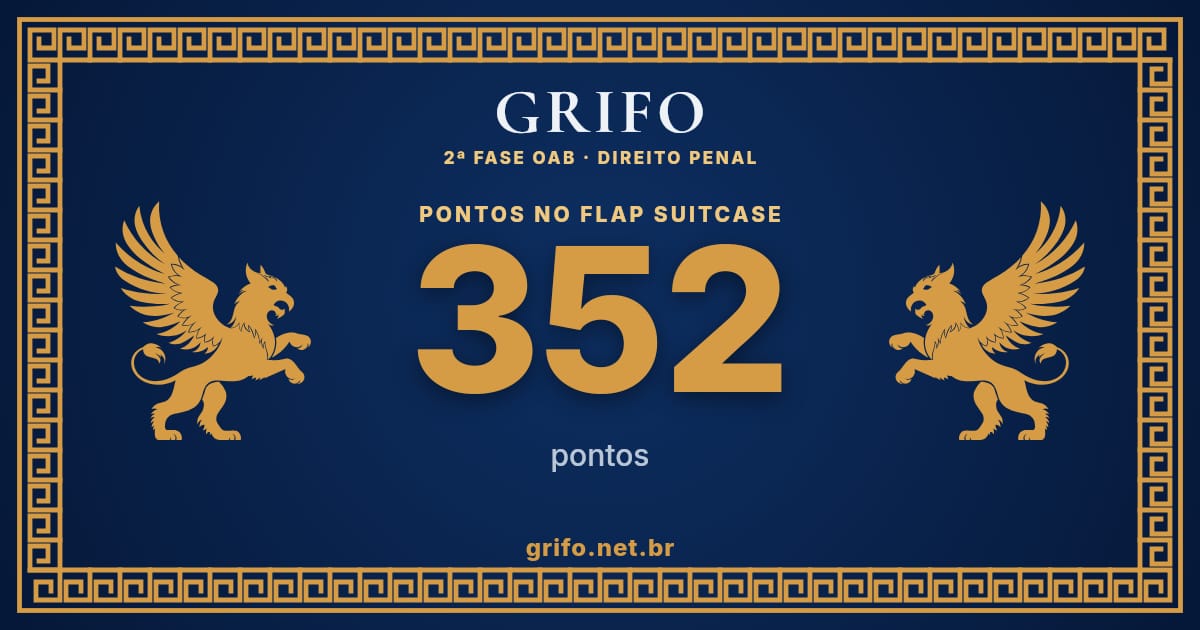 GRIFO
2ª FASE OAB · DIREITO PENAL
PONTOS NO FLAP SUITCASE
352
pontos
grifo.net.br